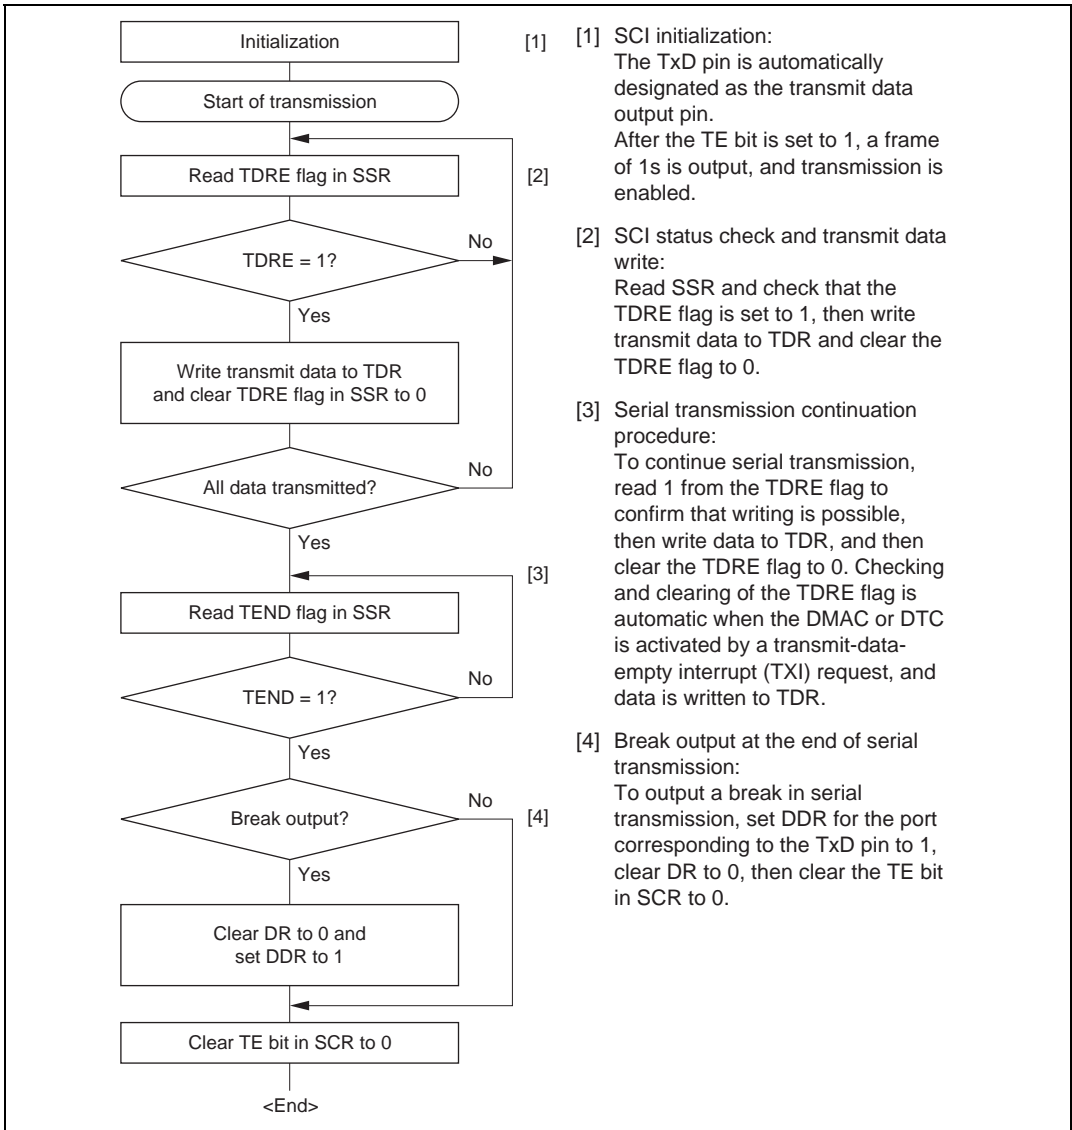 Initialization
[1]
Start of transmission
Read TDRE flag in SSR
[2]
TDRE = 1?
No
Yes
Write transmit data to TDR
and clear TDRE flag in SSR to 0
All data transmitted?
No
Yes
[3]
Read TEND flag in SSR
TEND = 1?
No
Yes
Break output?
No
[4]
Yes
Clear DR to 0 and
set DDR to 1
Clear TE bit in SCR to 0
<End>
[1] SCI initialization:
The TxD pin is automatically
designated as the transmit data
output pin.
After the TE bit is set to 1, a frame
of 1s is output, and transmission is
enabled.
[2] SCI status check and transmit data
write:
Read SSR and check that the
TDRE flag is set to 1, then write
transmit data to TDR and clear the
TDRE flag to 0.
[3] Serial transmission continuation
procedure:
To continue serial transmission,
read 1 from the TDRE flag to
confirm that writing is possible,
then write data to TDR, and then
clear the TDRE flag to 0. Checking
and clearing of the TDRE flag is
automatic when the DMAC or DTC
is activated by a transmit-data-
empty interrupt (TXI) request, and
data is written to TDR.
[4] Break output at the end of serial
transmission:
To output a break in serial
transmission, set DDR for the port
corresponding to the TxD pin to 1,
clear DR to 0, then clear the TE bit
in SCR to 0.